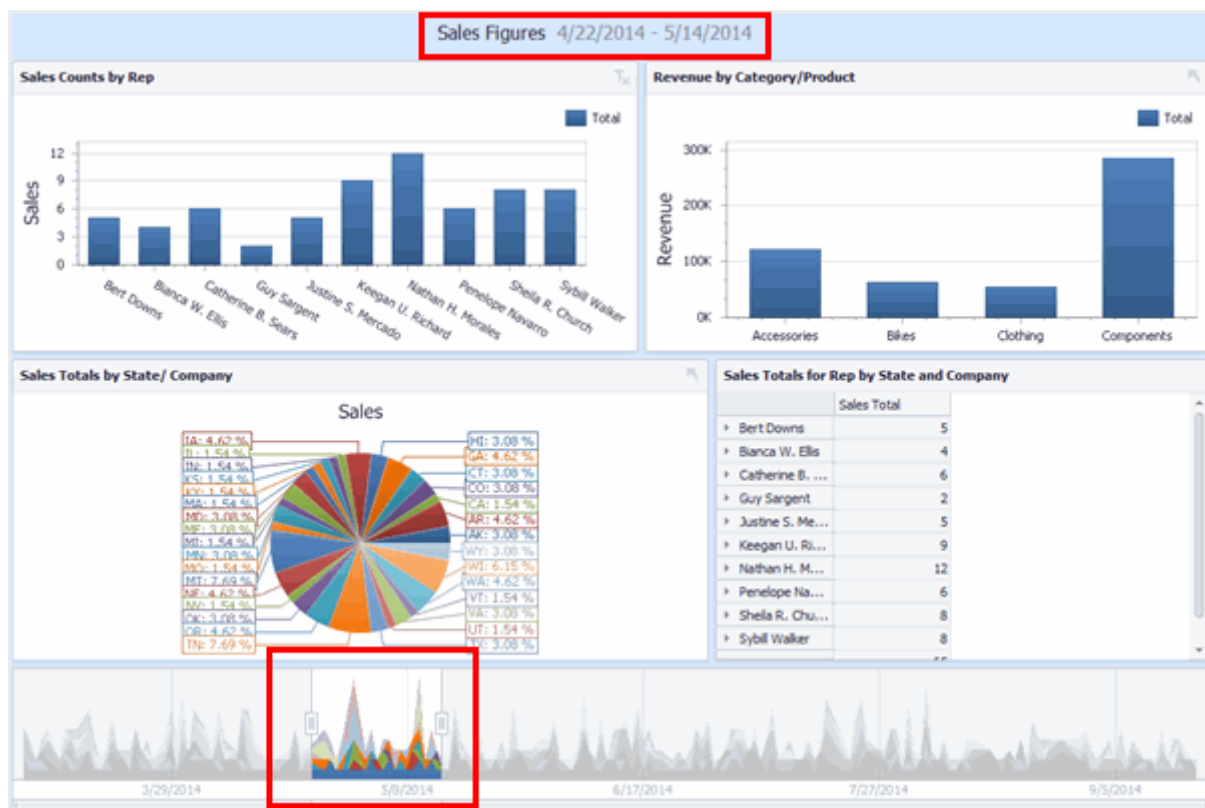 Sales Figures 4/22/2014 - 5/14/2014
Sales Counts by Rep
Total
Sales
12
9
6
3
0
Bert Downs
Bianca W. Ellis
Catherine B. Sears
Guy Sargent
Justine S. Mercado
Keegan U. Richard
Nathan H. Morales
Penelope Navarro
Sheila R. Church
Sybill Walker
Revenue by Category/Product
Total
Revenue
300K
200K
100K
0K
Accessories
Bikes
Clothing
Components
Sales Totals by State/ Company
Sales
IA: 4.62 %
IL: 1.54 %
IN: 1.54 %
KS: 1.54 %
KY: 1.54 %
MA: 1.54 %
MD: 3.08 %
ME: 3.08 %
MI: 1.54 %
MN: 3.08 %
MO: 1.54 %
MT: 7.69 %
NE: 4.62 %
NV: 1.54 %
OK: 3.08 %
OR: 4.62 %
TN: 7.69 %
HI: 3.08 %
GA: 4.62 %
CT: 3.08 %
CO: 3.08 %
CA: 1.54 %
AR: 4.62 %
AK: 3.08 %
WY: 3.08 %
WI: 6.15 %
WA: 4.62 %
VT: 1.54 %
VA: 3.08 %
UT: 1.54 %
TX: 3.08 %
Sales Totals for Rep by State and Company
Sales Total
Bert Downs 5
Bianca W. Ellis 4
Catherine B. ... 6
Guy Sargent 2
Justine S. Me... 5
Keegan U. Ri... 9
Nathan H. M... 12
Penelope Na... 6
Sheila R. Chu... 8
Sybill Walker 8
3/29/2014
5/8/2014
6/17/2014
7/27/2014
9/5/2014